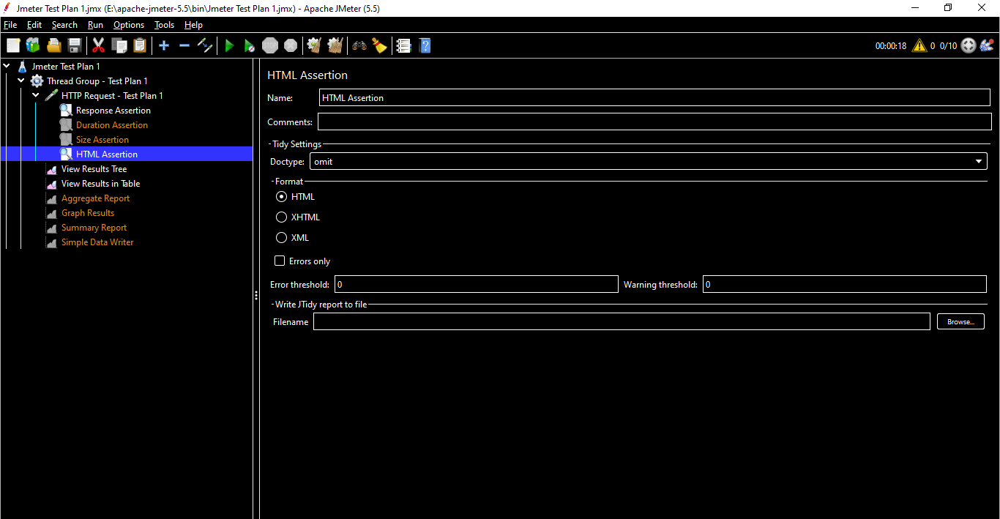 Jmeter Test Plan 1.jmx (E:\apache-jmeter-5.5\bin\Jmeter Test Plan 1.jmx) - Apache JMeter (5.5)
File Edit Search Run Options Tools Help
00:00:18 0 0/10
Jmeter Test Plan 1
Thread Group - Test Plan 1
HTTP Request - Test Plan 1
Response Assertion
Duration Assertion
Size Assertion
HTML Assertion
View Results Tree
View Results in Table
Aggregate Report
Graph Results
Summary Report
Simple Data Writer
HTML Assertion
Name: HTML Assertion
Comments:
Tidy Settings
Doctype: omit
Format
HTML
XHTML
XML
Errors only
Error threshold: 0 Warning threshold: 0
Write JTidy report to file
Filename Browse...